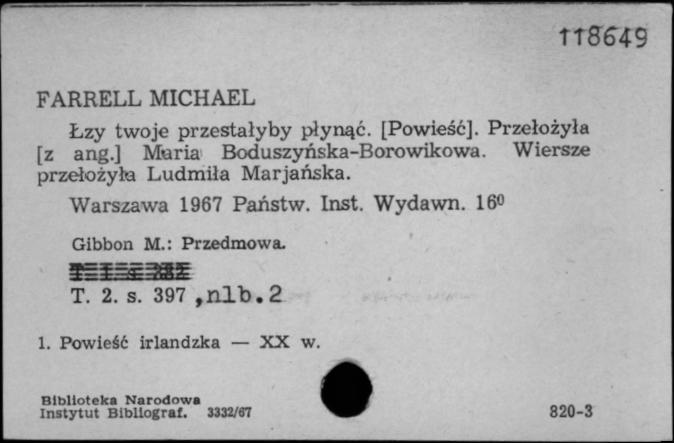 118649
FARRELL MICHAEL
Łzy twoje przestałyby płynąć. [Powieść]. Przełożyła
[z ang.] Maria Boduszyńska-Borowikowa. Wiersze
przełożyła Ludmiła Marjańska.
Warszawa 1967 Państw. Inst. Wydawn. 16⁰
Gibbon M.: Przedmowa.
T. 2. s. 397 ,nlb.2
1. Powieść irlandzka — XX w.
Biblioteka Narodowa
Instytut Bibliograf. 3332/67 820-3